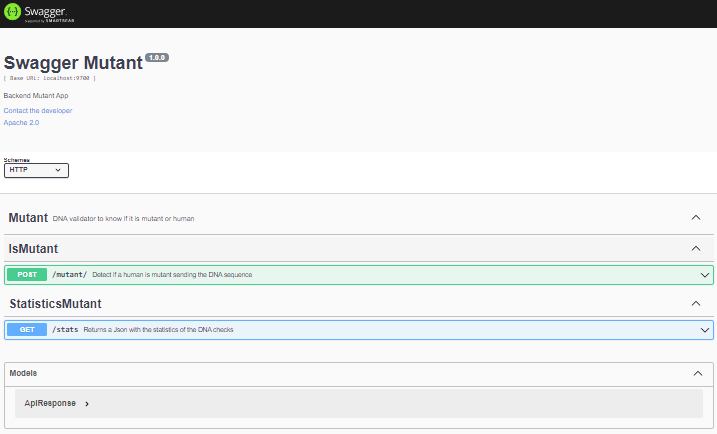 Swagger.
Supported by SMARTBEAR
Swagger Mutant 1.0.0
[ Base URL: localhost:9700 ]
Backend Mutant App
Contact the developer
Apache 2.0
Schemes
HTTP
Mutant DNA validator to know if it is mutant or human
IsMutant
POST /mutant/ Detect if a human is mutant sending the DNA sequence
StatisticsMutant
GET /stats Returns a Json with the statistics of the DNA checks
Models
ApiResponse